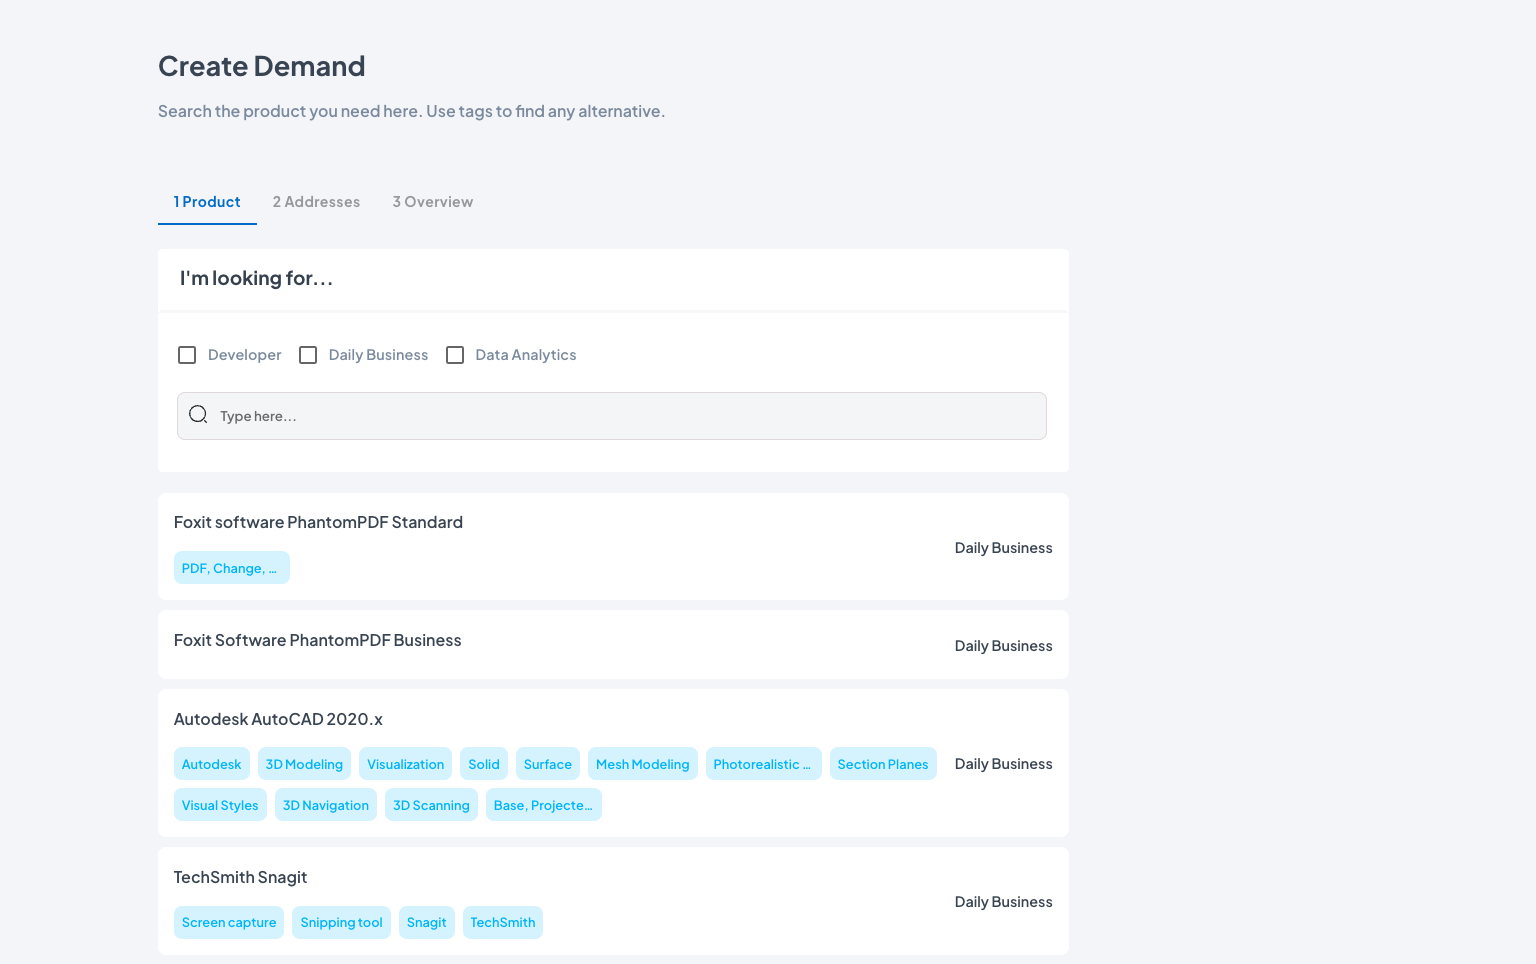 Create Demand
Search the product you need here. Use tags to find any alternative.
1 Product 2 Addresses 3 Overview
I'm looking for...
Developer Daily Business Data Analytics
Type here...
Foxit software PhantomPDF Standard
Daily Business
PDF, Change, ...
Foxit Software PhantomPDF Business
Daily Business
Autodesk AutoCAD 2020.x
Autodesk 3D Modeling Visualization Solid Surface Mesh Modeling Photorealistic ... Section Planes Daily Business
Visual Styles 3D Navigation 3D Scanning Base, Projecte...
TechSmith Snagit
Daily Business
Screen capture Snipping tool Snagit TechSmith